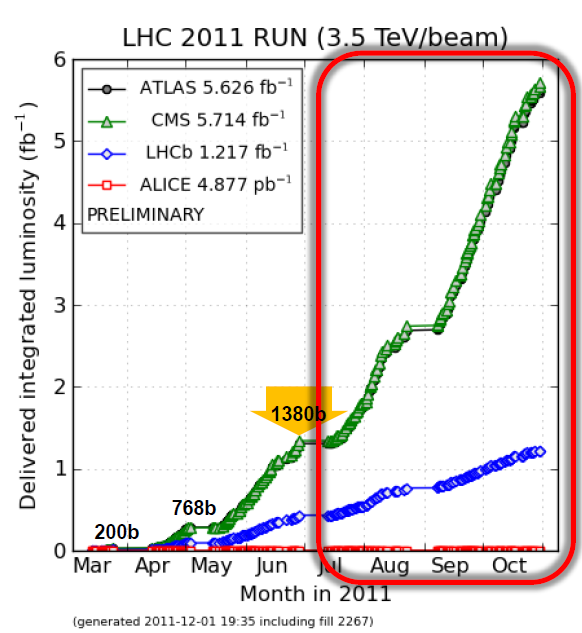 LHC 2011 RUN (3.5 TeV/beam)
6
5
4
3
2
1
0
Delivered integrated luminosity (fb⁻¹)
ATLAS 5.626 fb⁻¹
CMS 5.714 fb⁻¹
LHCb 1.217 fb⁻¹
ALICE 4.877 pb⁻¹
PRELIMINARY
1380b
768b
200b
Mar Apr May Jun Jul Aug Sep Oct
Month in 2011
(generated 2011-12-01 19:35 including fill 2267)